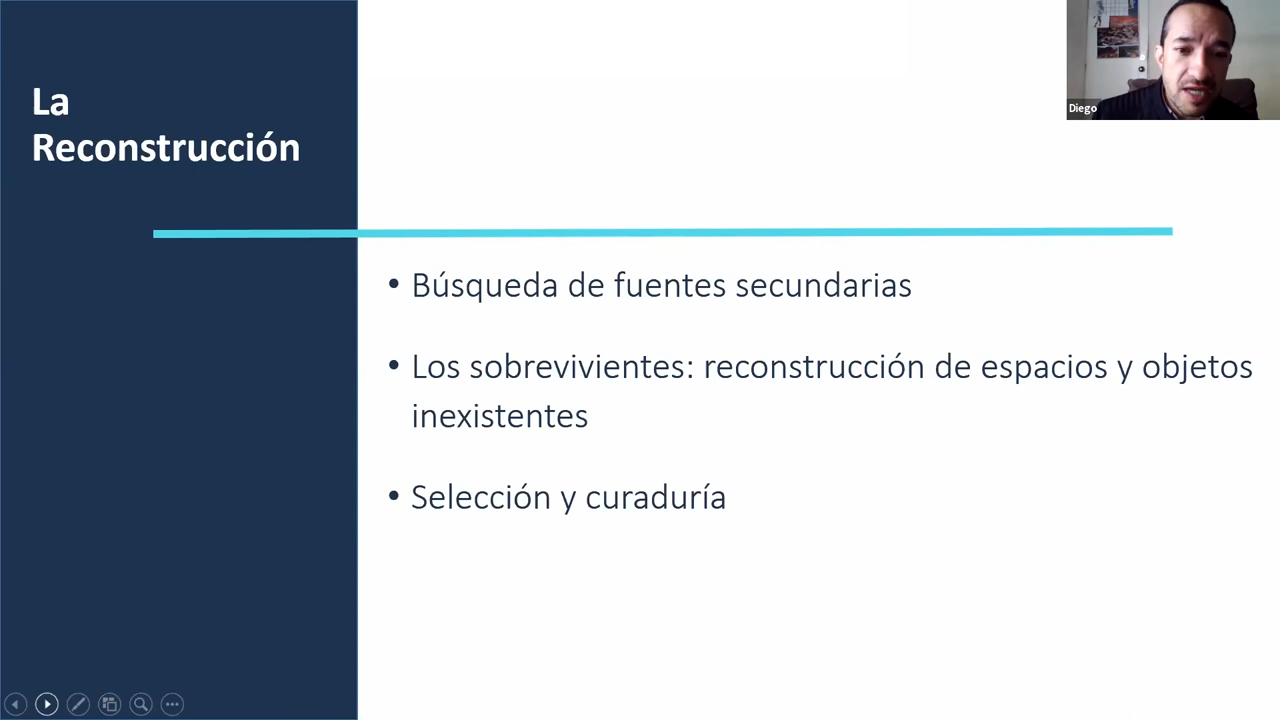 La
Reconstrucción
Diego
• Búsqueda de fuentes secundarias
• Los sobrevivientes: reconstrucción de espacios y objetos
inexistentes
• Selección y curaduría